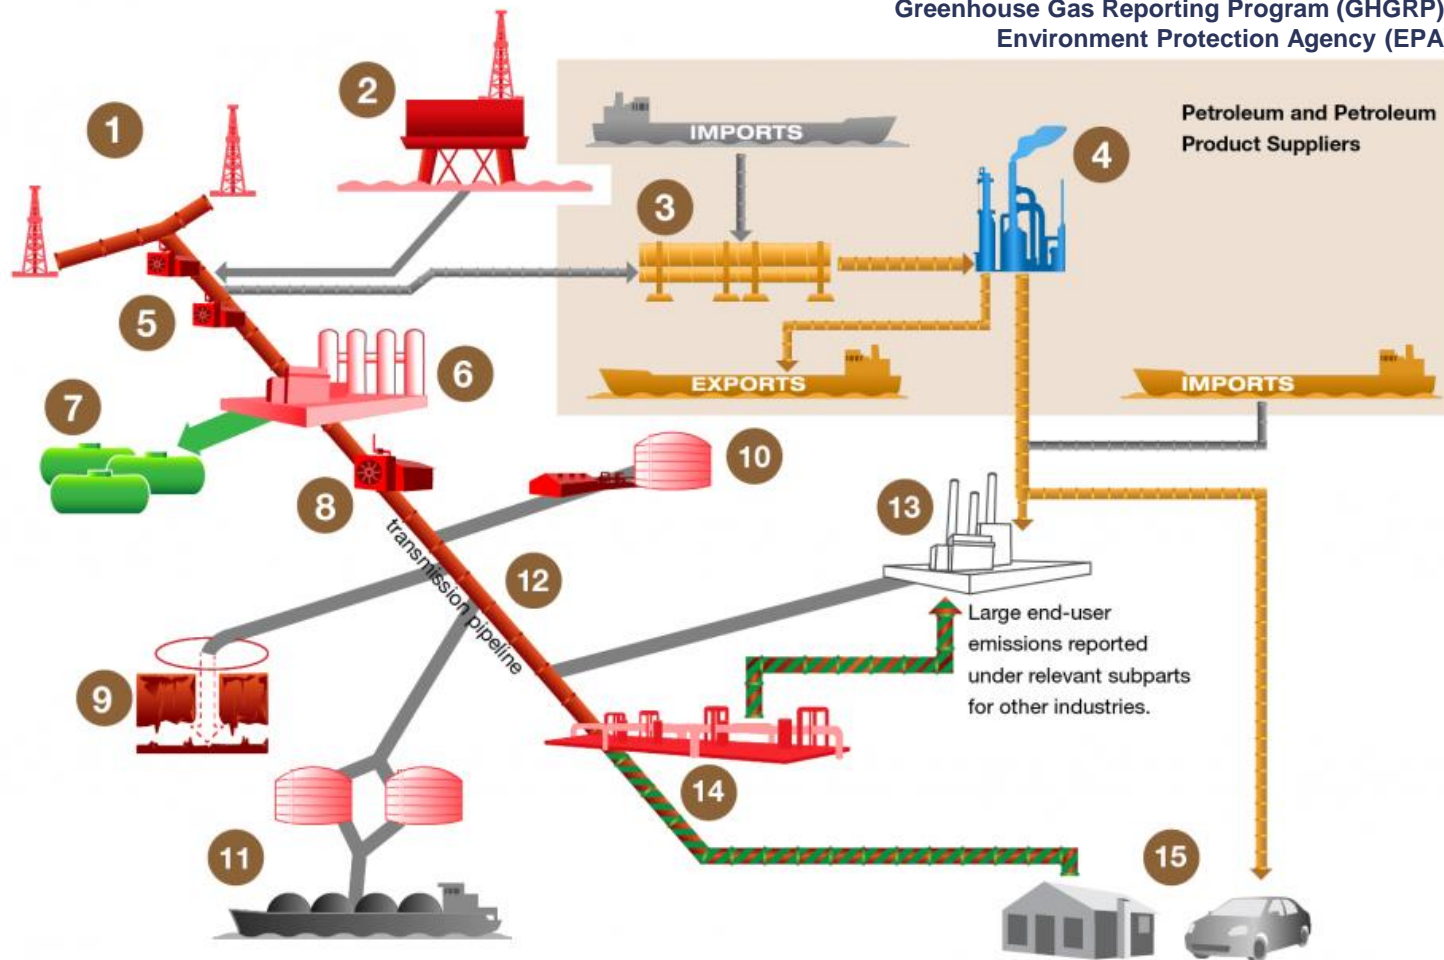 Greenhouse Gas Reporting Program (GHGRP)
Environment Protection Agency (EPA
1
2
IMPORTS
Petroleum and Petroleum
Product Suppliers
3
4
5
6
EXPORTS
IMPORTS
7
8
10
transmission pipeline
12
13
Large end-user
emissions reported
under relevant subparts
for other industries.
9
14
11
15